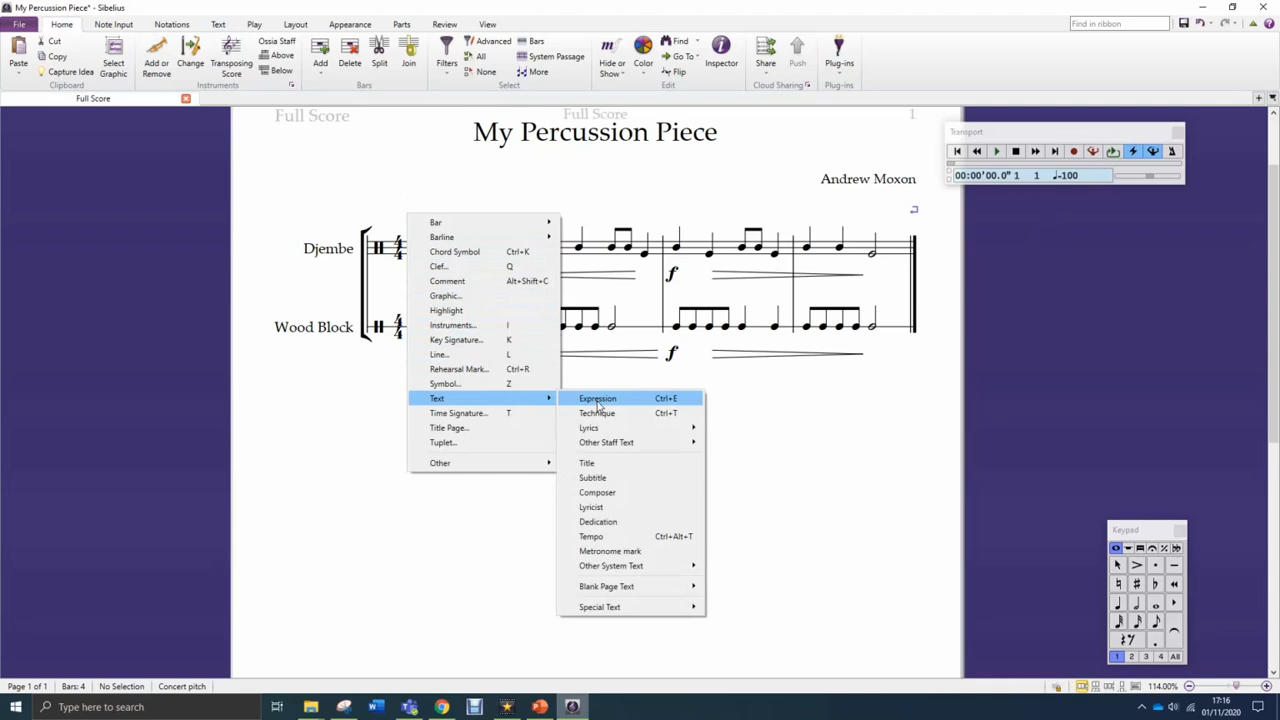 My Percussion Piece* - Sibelius
File Home Note Input Notations Text Play Layout Appearance Parts Review View Find in ribbon
Paste Cut Copy Capture Idea Select Graphic Clipboard
Add or Remove Change Transposing Score Ossia Staff Above Below Instruments
Add Delete Split Join Bars
Filters Advanced All None Bars System Passage More Select
Hide or Show Color Find Go To Flip Inspector Edit
Share Push Cloud Sharing Plug-ins Plug-ins
Full Score
Full Score Full Score 1
My Percussion Piece
Andrew Moxon
Djembe 4 4
f
Wood Block 4 4
f
Bar
Barline
Chord Symbol Ctrl+K
Clef... Q
Comment Alt+Shift+C
Graphic...
Highlight
Instruments... I
Key Signature... K
Line... L
Rehearsal Mark... Ctrl+R
Symbol... Z
Text
Time Signature... T
Title Page...
Tuplet...
Other
Expression Ctrl+E
Technique Ctrl+T
Lyrics
Other Staff Text
Title
Subtitle
Composer
Lyricist
Dedication
Tempo Ctrl+Alt+T
Metronome mark
Other System Text
Blank Page Text
Special Text
Transport
00:00'00.0" 1 1 ♩=100
Keypad
1 2 3 4 All
Page 1 of 1 Bars: 4 No Selection Concert pitch 114.00%
Type here to search
17:16
01/11/2020